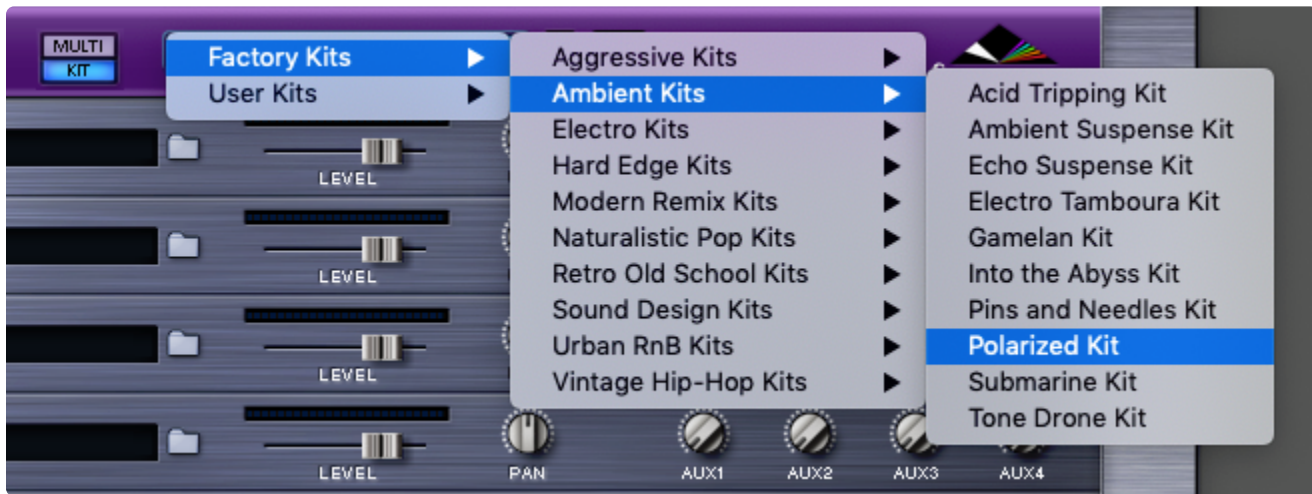 MULTI
KIT
Factory Kits
User Kits
Aggressive Kits
Ambient Kits
Electro Kits
Hard Edge Kits
Modern Remix Kits
Naturalistic Pop Kits
Retro Old School Kits
Sound Design Kits
Urban RnB Kits
Vintage Hip-Hop Kits
Acid Tripping Kit
Ambient Suspense Kit
Echo Suspense Kit
Electro Tamboura Kit
Gamelan Kit
Into the Abyss Kit
Pins and Needles Kit
Polarized Kit
Submarine Kit
Tone Drone Kit
LEVEL
LEVEL
LEVEL
LEVEL PAN AUX1 AUX2 AUX3 AUX4